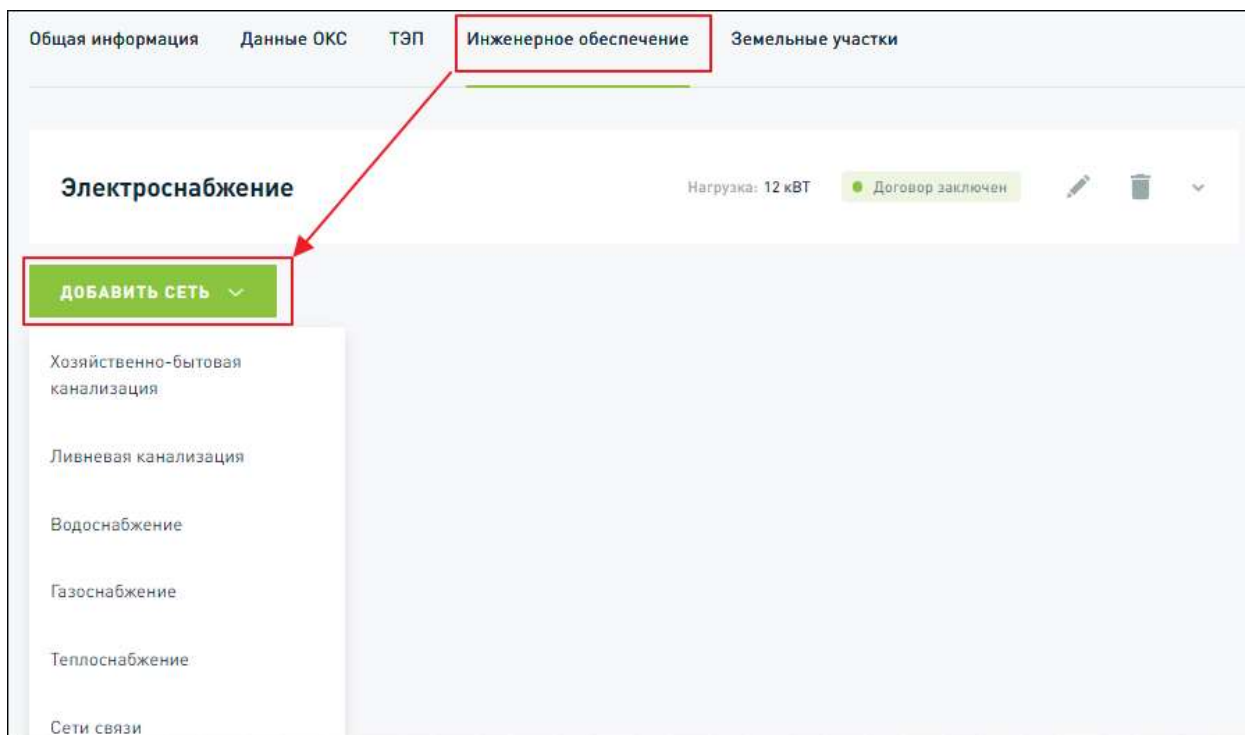 Общая информация Данные ОКС ТЭП Инженерное обеспечение Земельные участки
Электроснабжение Нагрузка: 12 кВТ Договор заключен
ДОБАВИТЬ СЕТЬ
Хозяйственно-бытовая
канализация
Ливневая канализация
Водоснабжение
Газоснабжение
Теплоснабжение
Сети связи